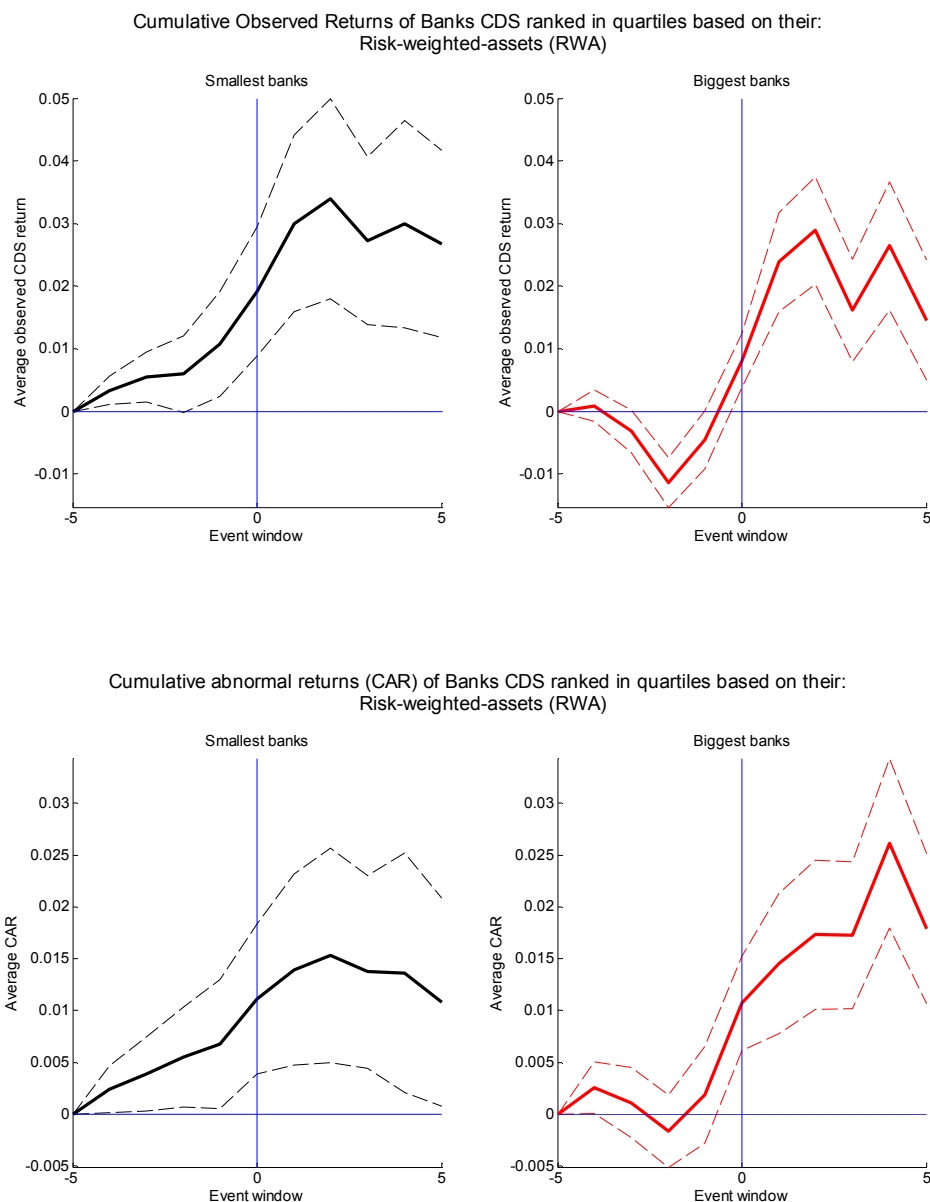 Cumulative Observed Returns of Banks CDS ranked in quartiles based on their:
Risk-weighted-assets (RWA)
Smallest banks
0.05
0.04
0.03
0.02
0.01
0
-0.01
-5
0
5
Average observed CDS return
Event window
Biggest banks
0.05
0.04
0.03
0.02
0.01
0
-0.01
-5
0
5
Average observed CDS return
Event window
Cumulative abnormal returns (CAR) of Banks CDS ranked in quartiles based on their:
Risk-weighted-assets (RWA)
Smallest banks
0.03
0.025
0.02
0.015
0.01
0.005
0
-0.005
-5
0
5
Average CAR
Event window
Biggest banks
0.03
0.025
0.02
0.015
0.01
0.005
0
-0.005
-5
0
5
Average CAR
Event window